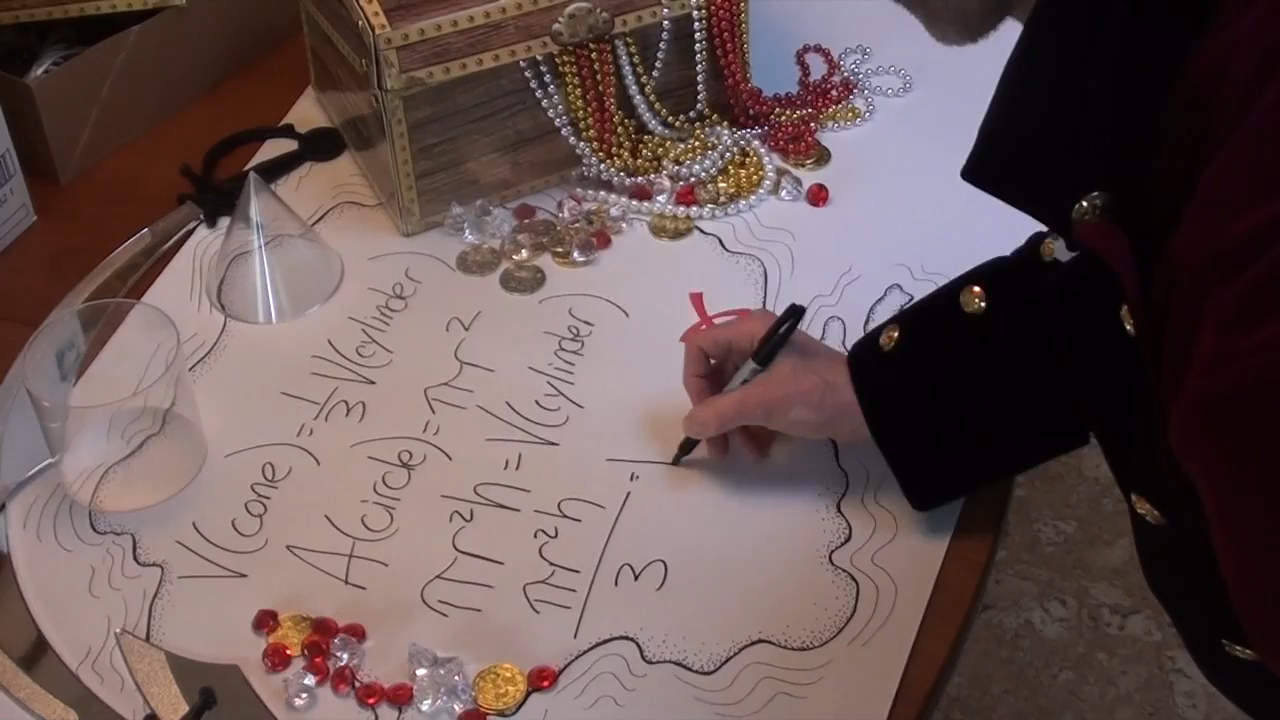 V(cone) = 1/3 V(cylinder)
A(circle) = πr²
πr²h = V(cylinder)
πr²h / 3 =